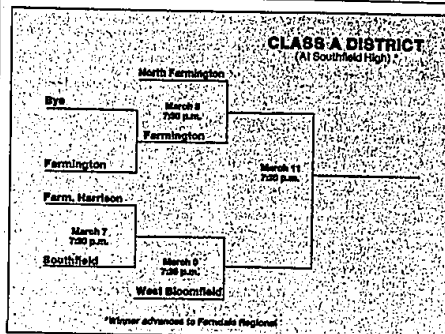 CLASS A DISTRICT
(At Southfield High)
North Farmington
Bye
March 8
7:30 p.m.
Farmington
Farmington
March 11
7:30 p.m.
Farm. Harrison
March 7
7:30 p.m.
Southfield
March 9
7:30 p.m.
West Bloomfield
*Winner advances to Ferndale Regional